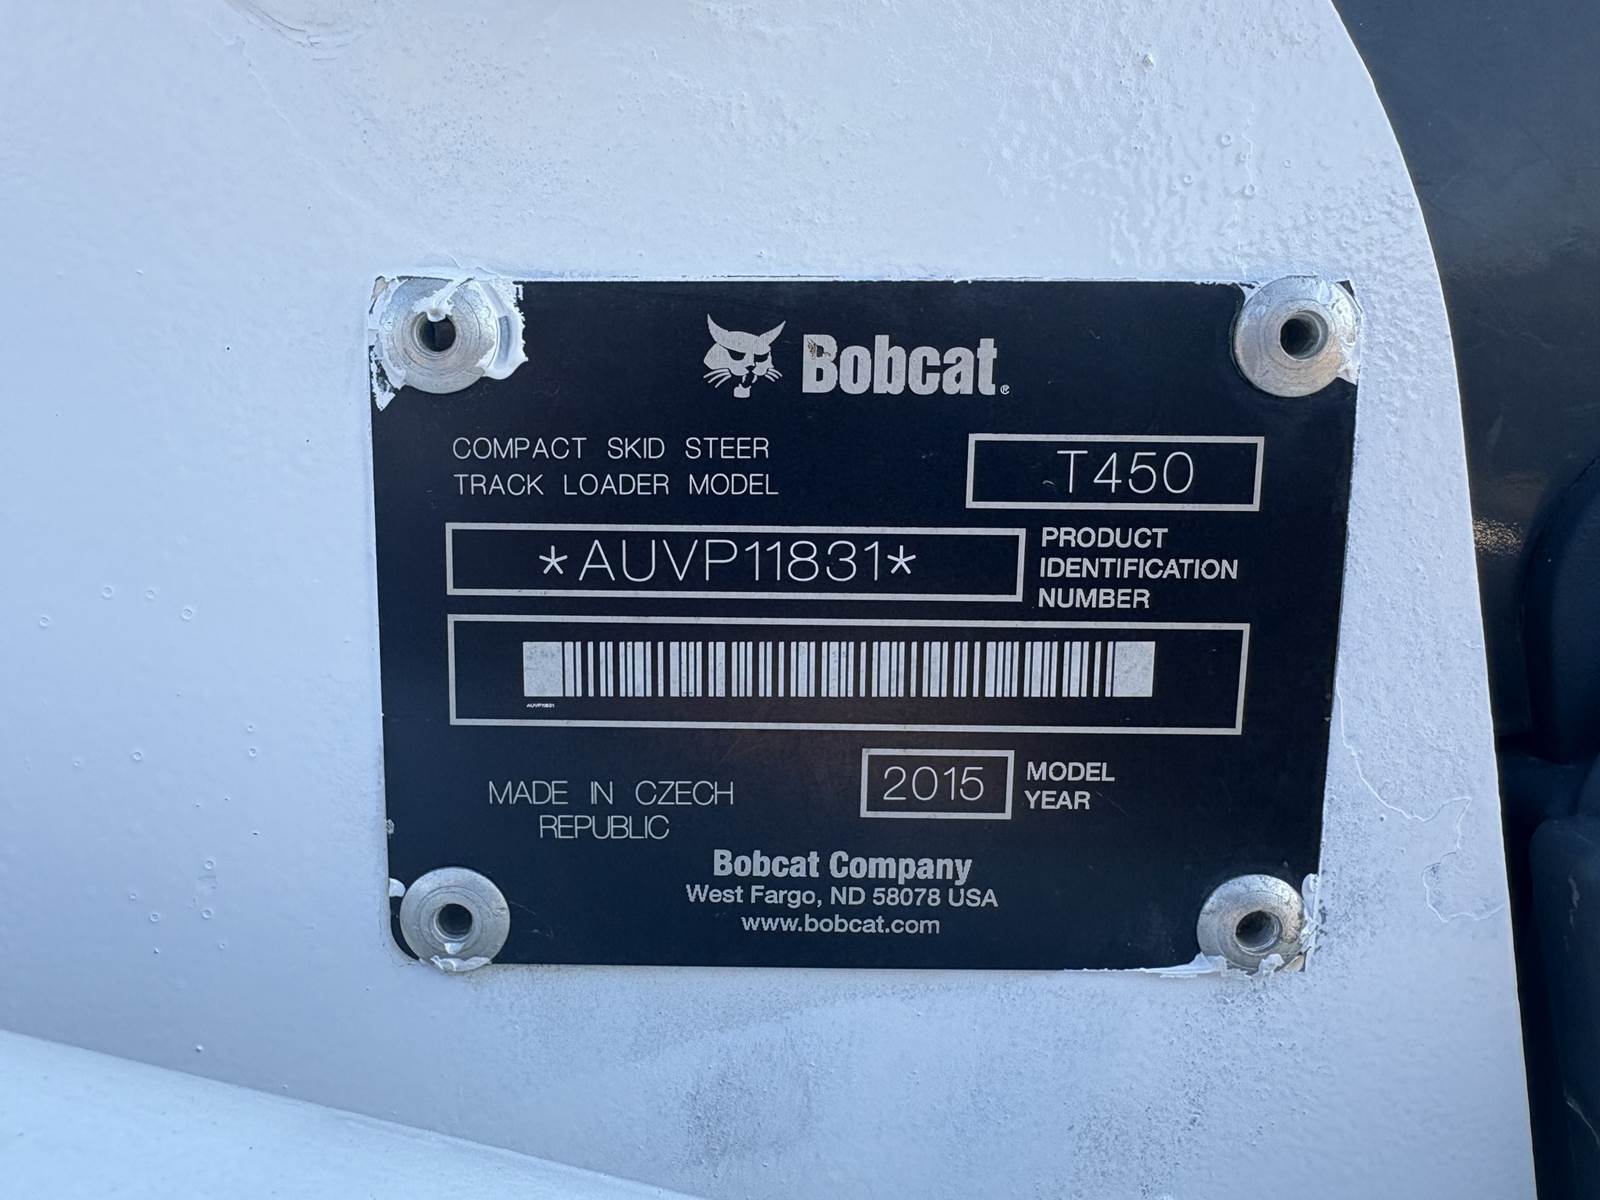 Bobcat®
COMPACT SKID STEER
TRACK LOADER MODEL
T450
*AUVP11831*
PRODUCT
IDENTIFICATION
NUMBER
AUVP11831
MADE IN CZECH
REPUBLIC
2015
MODEL
YEAR
Bobcat Company
West Fargo, ND 58078 USA
www.bobcat.com